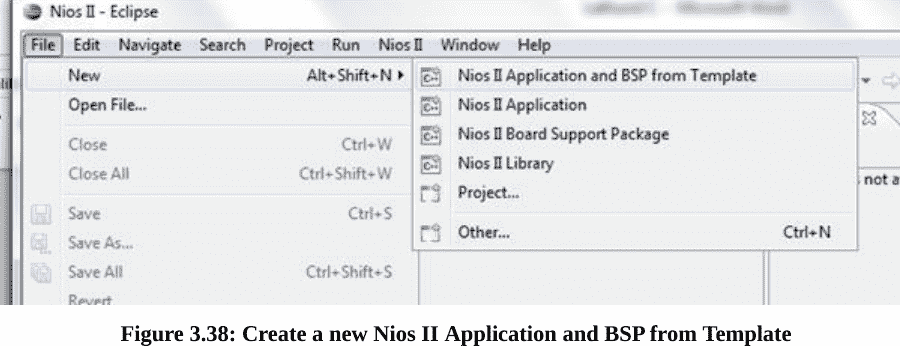 Nios II - Eclipse
File Edit Navigate Search Project Run Nios II Window Help
New Alt+Shift+N
Open File...
Close Ctrl+W
Close All Ctrl+Shift+W
Save Ctrl+S
Save As...
Save All Ctrl+Shift+S
Revert
Nios II Application and BSP from Template
Nios II Application
Nios II Board Support Package
Nios II Library
Project...
Other... Ctrl+N
not a
Figure 3.38: Create a new Nios II Application and BSP from Template